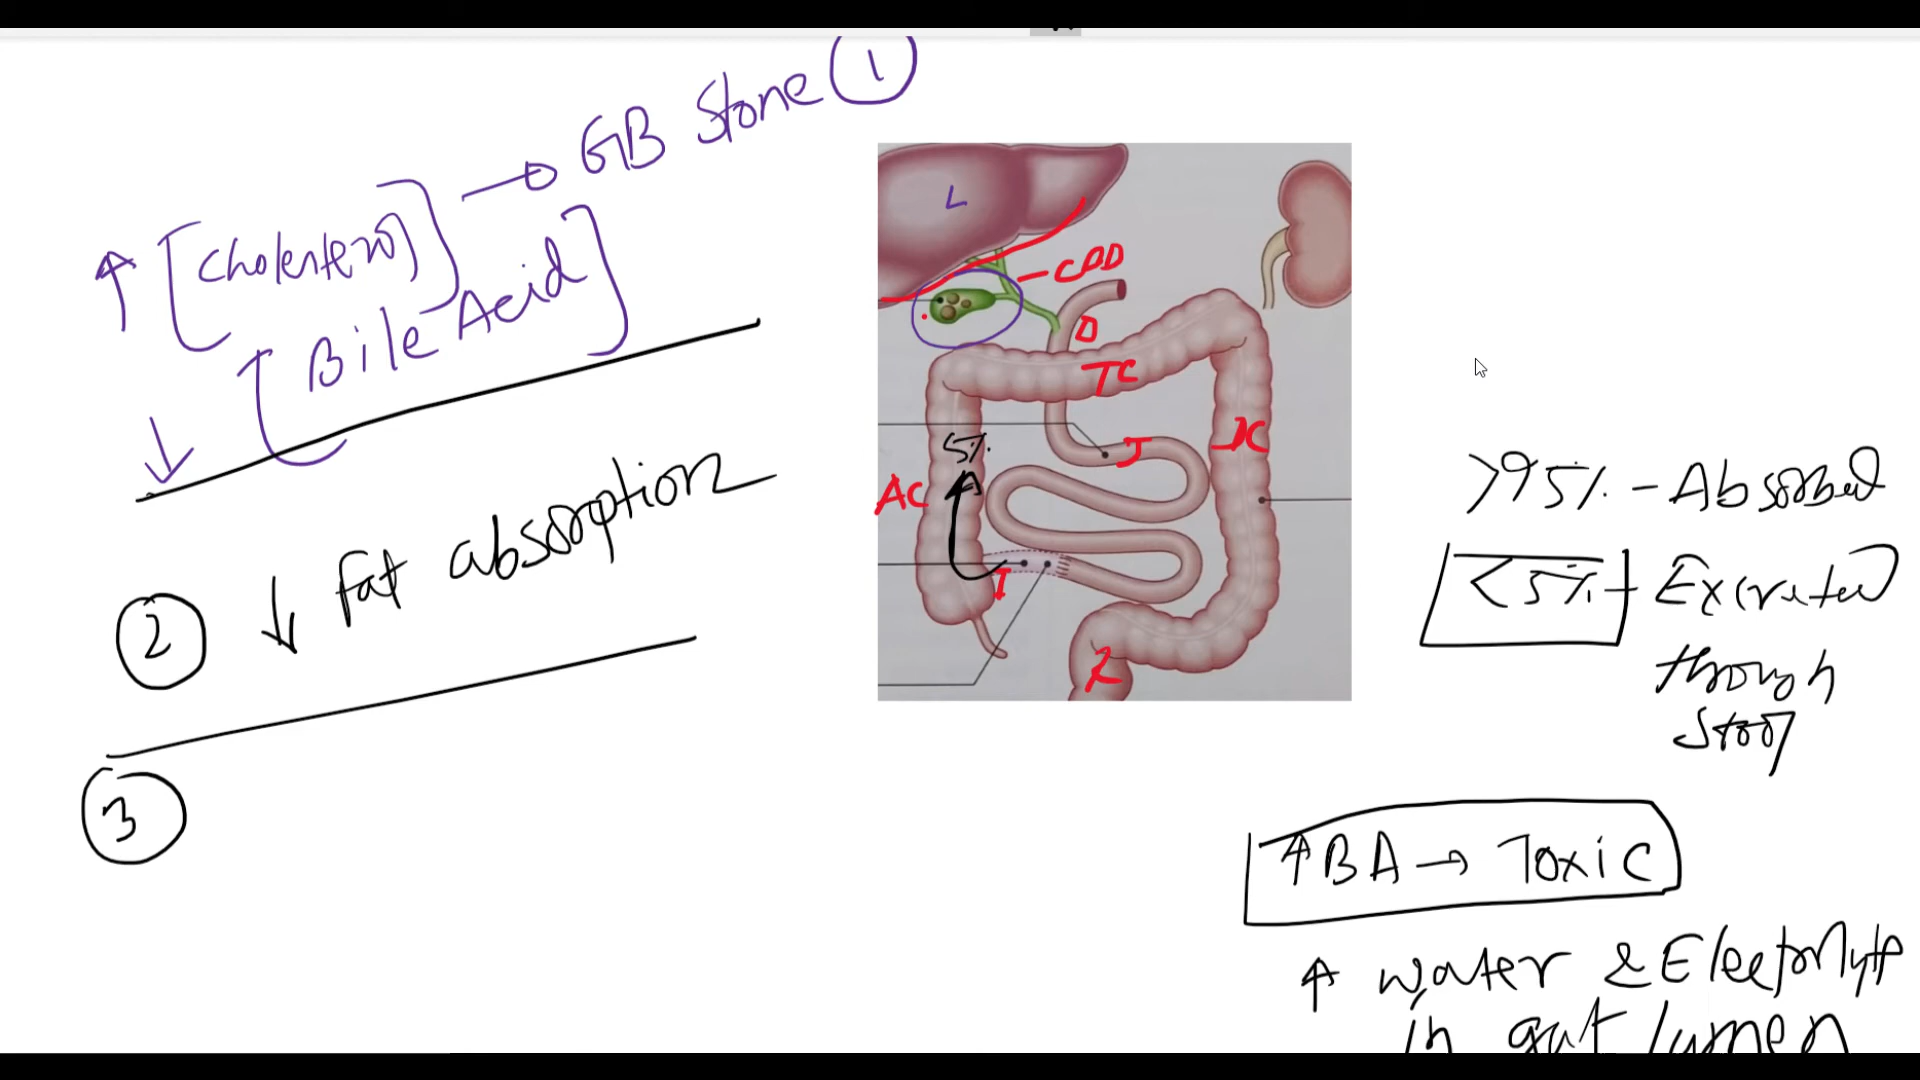 GB Stone ①
↑ [Cholesterol] →
↓ [Bile Acid]
② ↓ fat absorption
③
L
CBD
D
TC
J
DC
5%
AC
I
R
>95% - Absorbed
<5% - Excreted
through
stool
↑BA → Toxic
↑ water & Electrolyte
in gut lumen